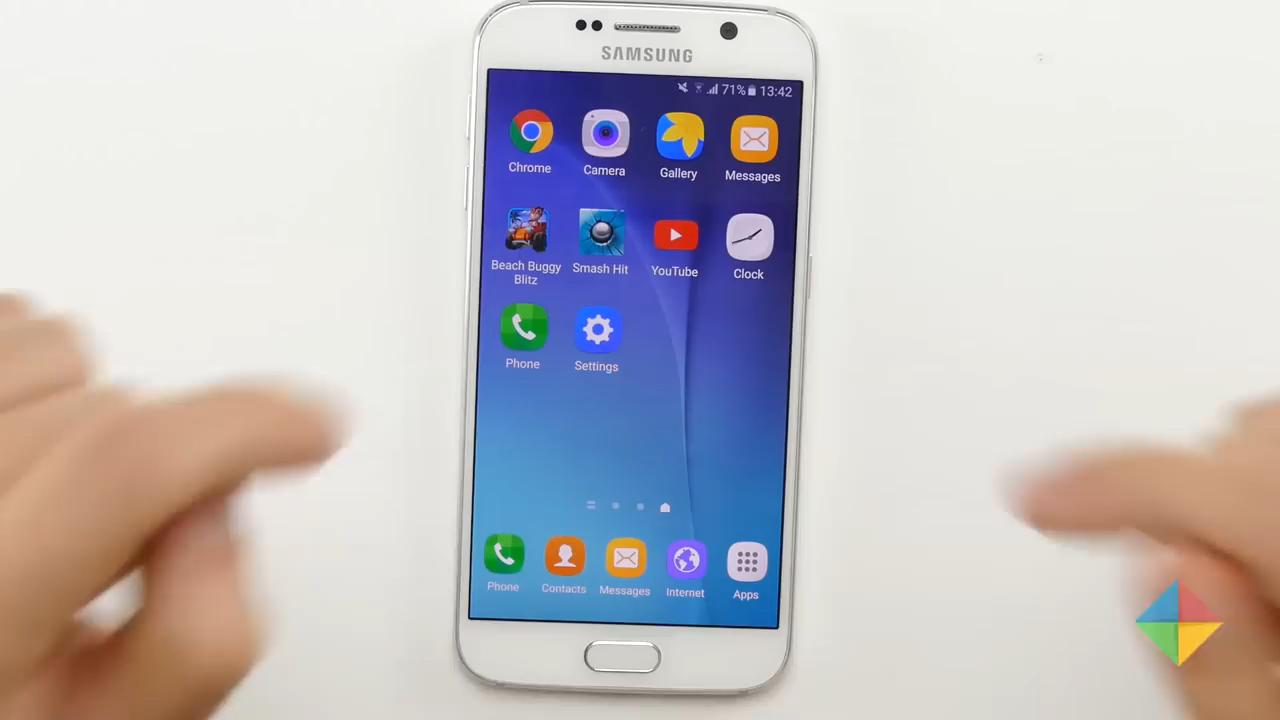 SAMSUNG
71% 13:42
Chrome
Camera
Gallery
Messages
Beach Buggy
Blitz
Smash Hit
YouTube
Clock
Phone
Settings
Phone
Contacts
Messages
Internet
Apps